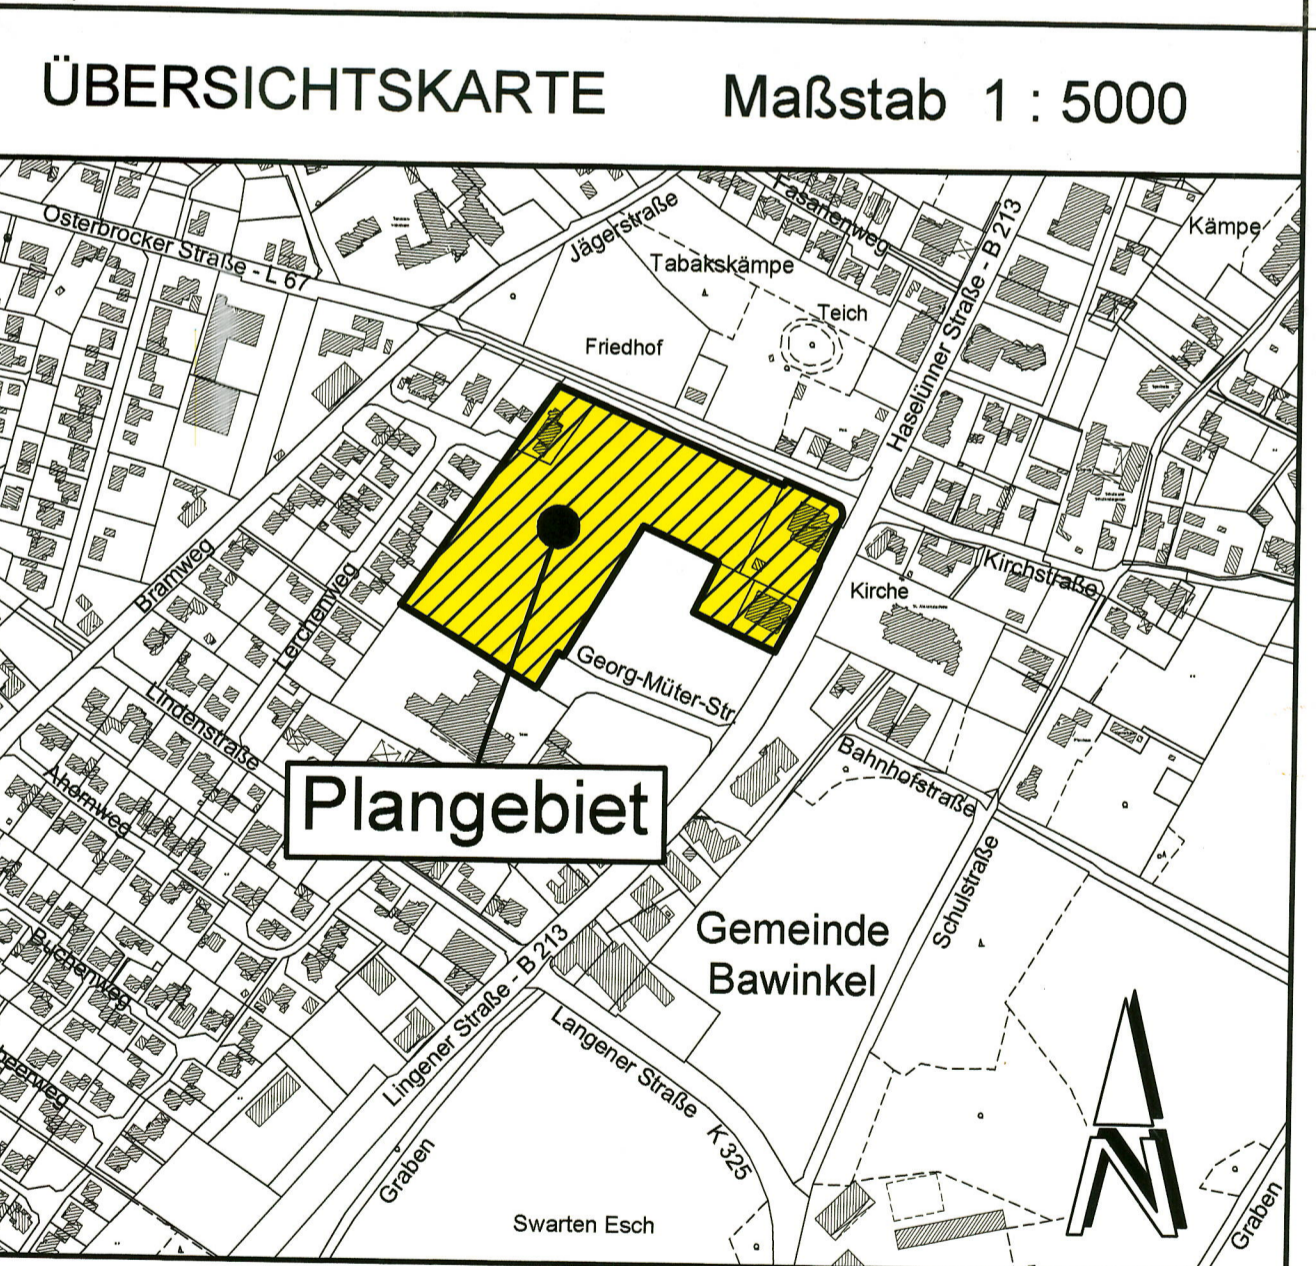 ÜBERSICHTSKARTE Maßstab 1 : 5000
Osterbrocker Straße - L 67
Jägerstraße
Fasanenweg
Haselünner Straße - B 213
Kämpe
Tabakskämpe
Teich
Friedhof
Bramweg
Lerchenweg
Kirchstraße
Kirche
Georg-Müter-Str.
Lindenstraße
Ahornweg
Bahnhofstraße
Plangebiet
Schulstraße
Buchenweg
Gemeinde
Bawinkel
Lingener Straße - B 213
Langener Straße K 325
Graben
Swarten Esch
Graben
N